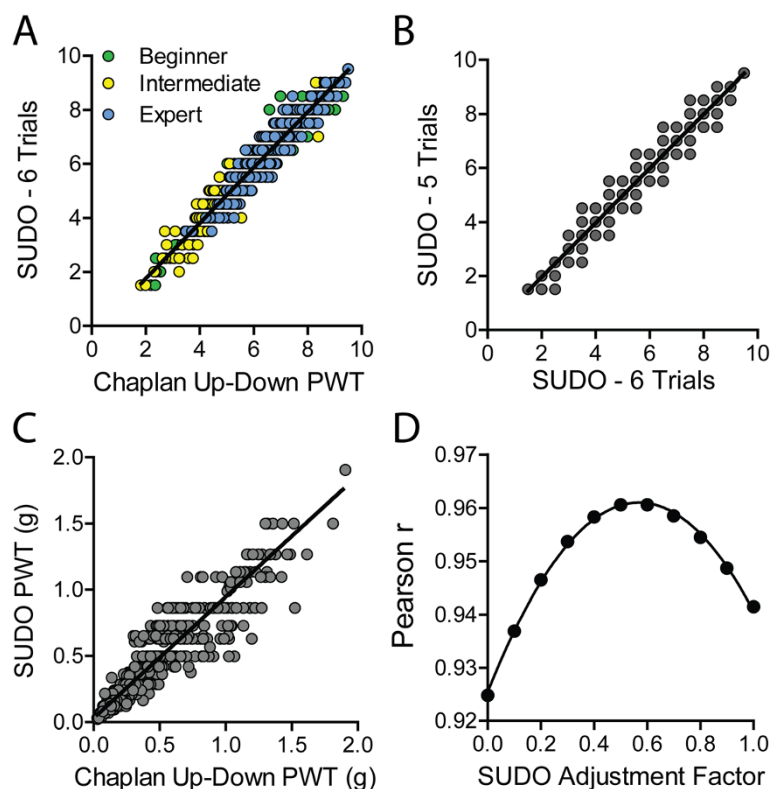 A
10
8
6
4
2
0
SUDO - 6 Trials
Beginner
Intermediate
Expert
0 2 4 6 8 10
Chaplan Up-Down PWT
B
10
8
6
4
2
0
SUDO - 5 Trials
0 2 4 6 8 10
SUDO - 6 Trials
C
2.0
1.5
1.0
0.5
0.0
SUDO PWT (g)
0.0 0.5 1.0 1.5 2.0
Chaplan Up-Down PWT (g)
D
0.97
0.96
0.95
0.94
0.93
0.92
Pearson r
0.0 0.2 0.4 0.6 0.8 1.0
SUDO Adjustment Factor